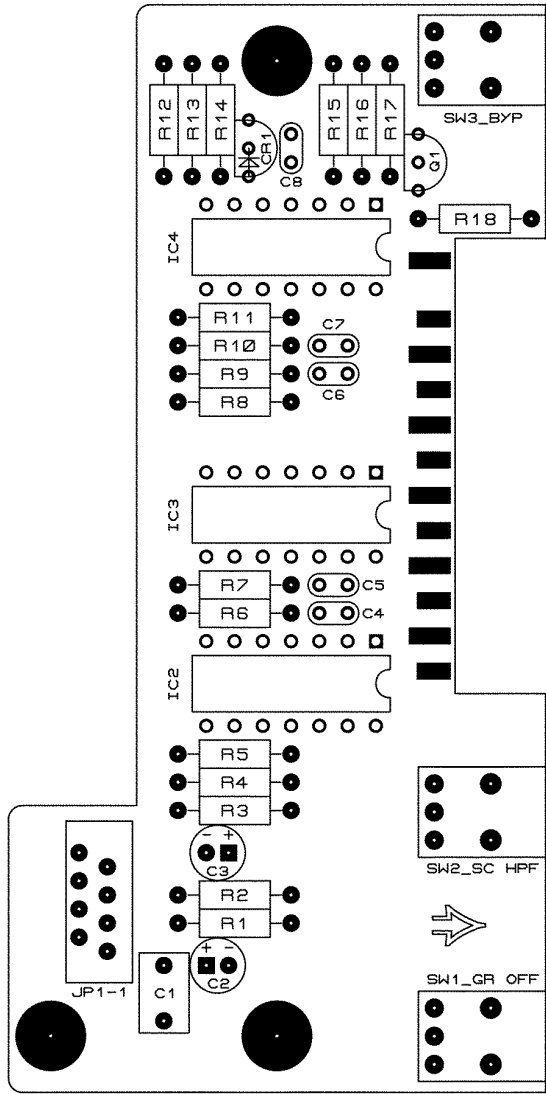 SW3_BYP
R12
R13
R14
CR1
C8
R15
R16
R17
Q1
R18
IC4
R11
R10
R9
R8
C7
C6
IC3
R7
R6
C5
C4
IC2
R5
R4
R3
- +
C3
SW2_SC HPF
R2
R1
+ -
C2
JP1-1
C1
SW1_GR OFF